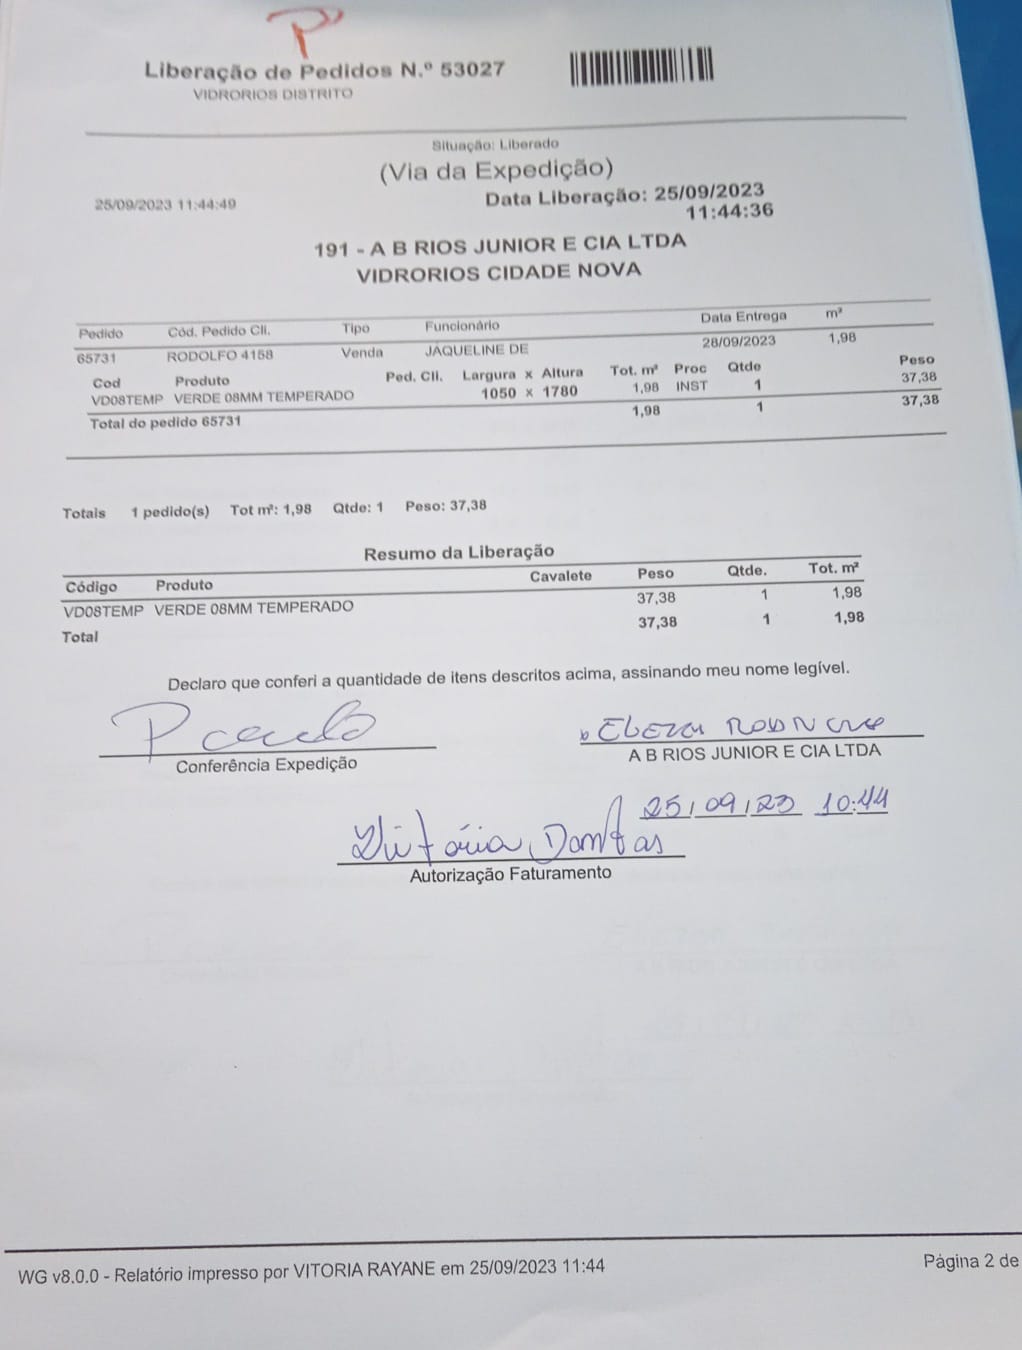 P
Liberação de Pedidos N.º 53027
VIDRORIOS DISTRITO
Situação: Liberado
(Via da Expedição)
25/09/2023 11:44:49
Data Liberação: 25/09/2023
11:44:36
191 - A B RIOS JUNIOR E CIA LTDA
VIDRORIOS CIDADE NOVA
Pedido Cód. Pedido Cli. Tipo Funcionário Data Entrega m²
65731 RODOLFO 4158 Venda JAQUELINE DE 28/09/2023 1,98
Cod Produto Ped. Cli. Largura x Altura Tot. m² Proc Qtde Peso
VD08TEMP VERDE 08MM TEMPERADO 1050 x 1780 1,98 INST 1 37,38
Total do pedido 65731 1,98 1 37,38
Totais 1 pedido(s) Tot m²: 1,98 Qtde: 1 Peso: 37,38
Resumo da Liberação
Código Produto Cavalete Peso Qtde. Tot. m²
VD08TEMP VERDE 08MM TEMPERADO 37,38 1 1,98
Total 37,38 1 1,98
Declaro que conferi a quantidade de itens descritos acima, assinando meu nome legível.
Conferência Expedição
A B RIOS JUNIOR E CIA LTDA
25/09/23 10:44
Vitória Dantas
Autorização Faturamento
WG v8.0.0 - Relatório impresso por VITORIA RAYANE em 25/09/2023 11:44
Página 2 de